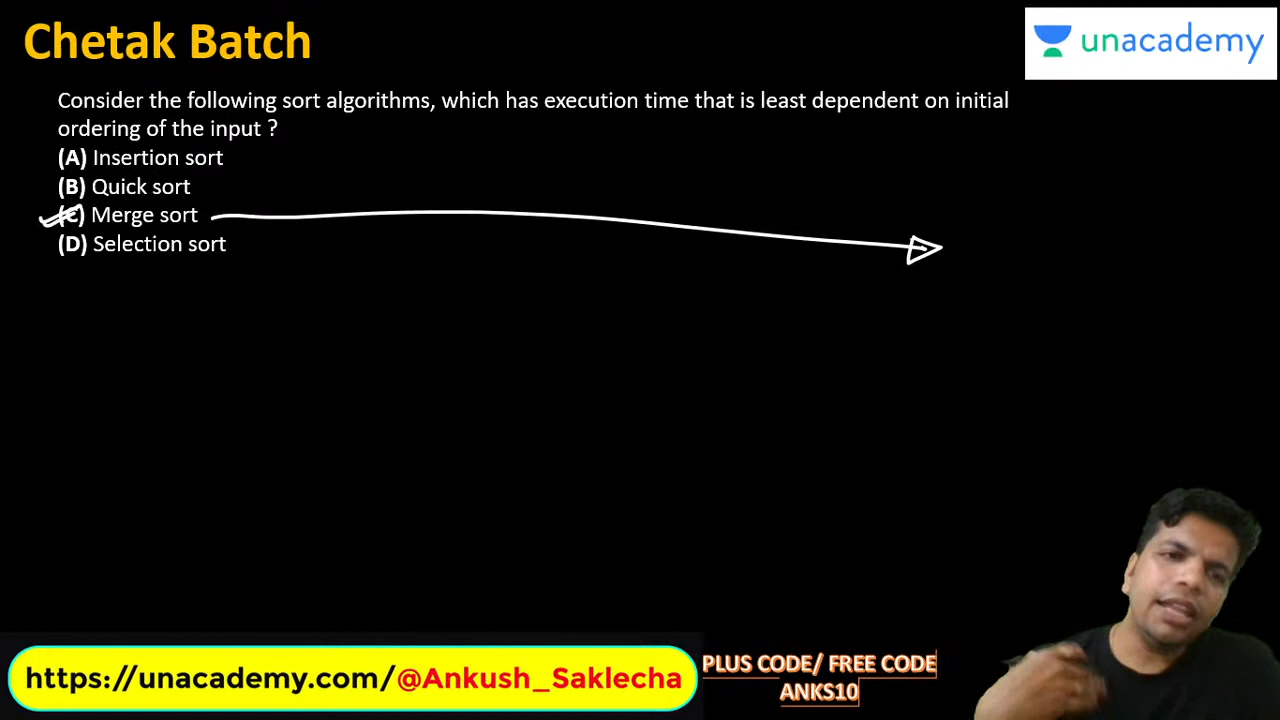 Chetak Batch
unacademy
Consider the following sort algorithms, which has execution time that is least dependent on initial
ordering of the input ?
(A) Insertion sort
(B) Quick sort
(C) Merge sort
(D) Selection sort
https://unacademy.com/@Ankush_Saklecha
PLUS CODE/ FREE CODE
ANKS10